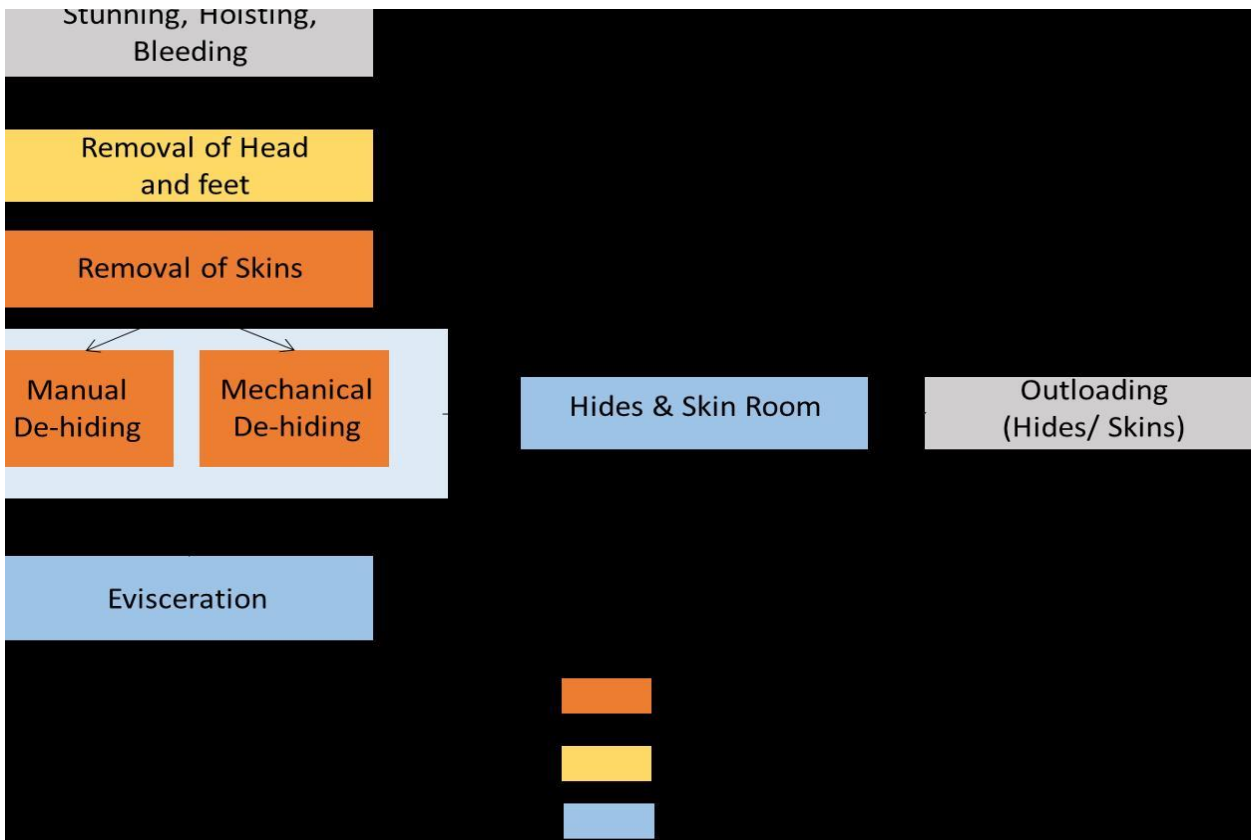 Stunning, Hoisting,
Bleeding
Removal of Head
and feet
Removal of Skins
Manual
De-hiding
Mechanical
De-hiding
Hides & Skin Room
Outloading
(Hides/ Skins)
Evisceration